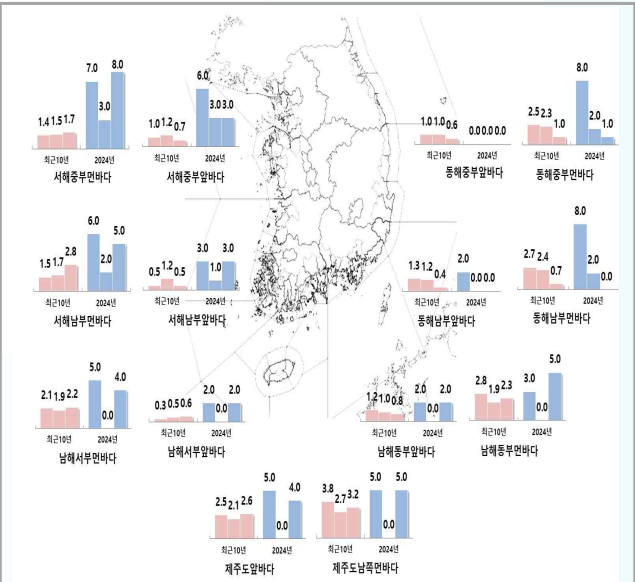 1.4 1.5 1.7 7.0 3.0 8.0
최근10년 2024년
서해중부먼바다
1.0 1.2 0.7 6.0 3.0 3.0
최근10년 2024년
서해중부앞바다
1.0 1.0 0.6 0.0 0.0 0.0
최근10년 2024년
동해중부앞바다
2.5 2.3 1.0 8.0 2.0 1.0
최근10년 2024년
동해중부먼바다
1.5 1.7 2.8 6.0 2.0 5.0
최근10년 2024년
서해남부먼바다
0.5 1.2 0.5 3.0 1.0 3.0
최근10년 2024년
서해남부앞바다
1.3 1.2 0.4 2.0 0.0 0.0
최근10년 2024년
동해남부앞바다
2.7 2.4 0.7 8.0 2.0 0.0
최근10년 2024년
동해남부먼바다
2.1 1.9 2.2 5.0 0.0 4.0
최근10년 2024년
남해서부먼바다
0.3 0.5 0.6 2.0 0.0 2.0
최근10년 2024년
남해서부앞바다
1.2 1.0 0.8 2.0 0.0 2.0
최근10년 2024년
남해동부앞바다
2.8 1.9 2.3 3.0 0.0 5.0
최근10년 2024년
남해동부먼바다
2.5 2.1 2.6 5.0 0.0 4.0
최근10년 2024년
제주도앞바다
3.8 2.7 3.2 5.0 0.0 5.0
최근10년 2024년
제주도남쪽먼바다